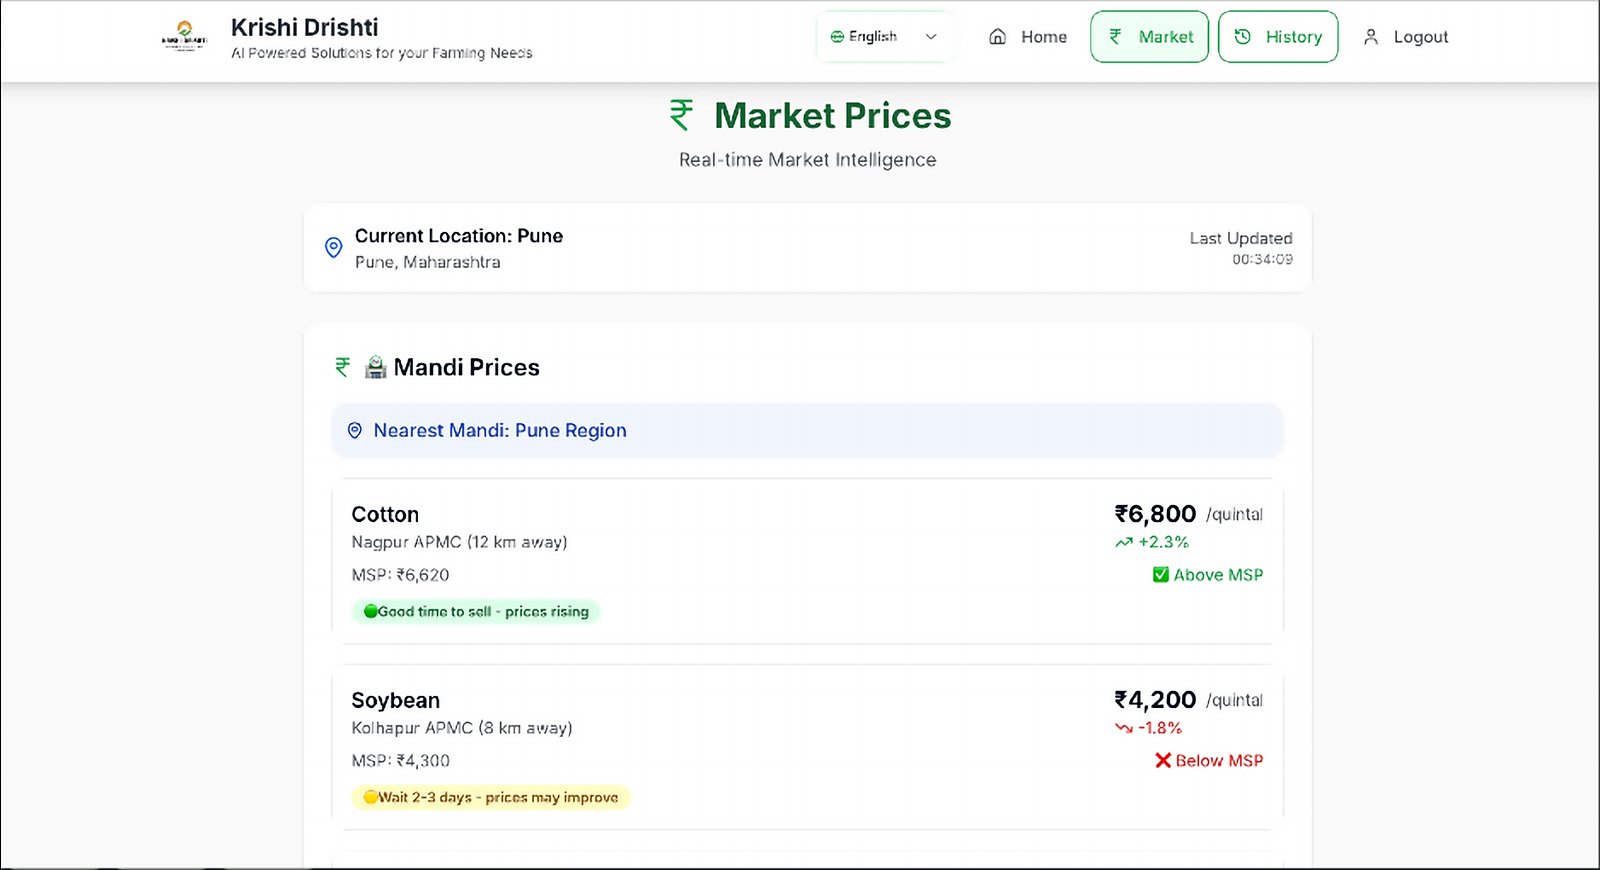 Krishi Drishti
AI Powered Solutions for your Farming Needs
English
Home
₹ Market
History
Logout
₹ Market Prices
Real-time Market Intelligence
Current Location: Pune
Pune, Maharashtra
Last Updated
00:34:09
₹ Mandi Prices
Nearest Mandi: Pune Region
Cotton
Nagpur APMC (12 km away)
MSP: ₹6,620
Good time to sell - prices rising
₹6,800 /quintal
+2.3%
Above MSP
Soybean
Kolhapur APMC (8 km away)
MSP: ₹4,300
Wait 2-3 days - prices may improve
₹4,200 /quintal
-1.8%
Below MSP